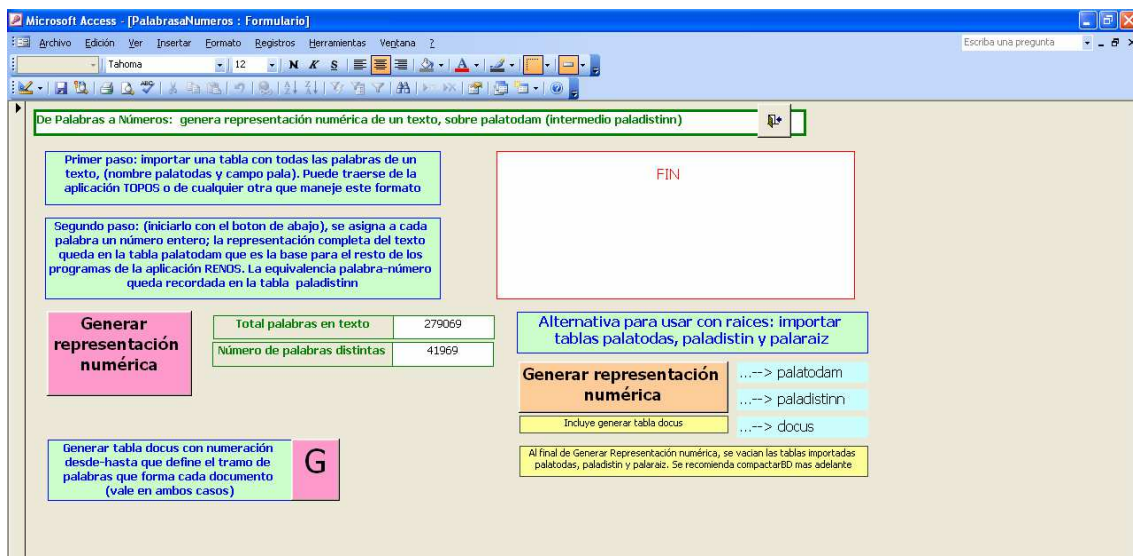 Microsoft Access - [PalabrasaNumeros : Formulario]
Archivo Edición Ver Insertar Formato Registros Herramientas Ventana ?
Escriba una pregunta
Tahoma 12 N K S
De Palabras a Números: genera representación numérica de un texto, sobre palatodam (intermedio paladistinn)
Primer paso: importar una tabla con todas las palabras de un
texto, (nombre palatodas y campo pala). Puede traerse de la
aplicación TOPOS o de cualquier otra que maneje este formato
FIN
Segundo paso: (iniciarlo con el boton de abajo), se asigna a cada
palabra un número entero; la representación completa del texto
queda en la tabla palatodam que es la base para el resto de los
programas de la aplicación RENOS. La equivalencia palabra-número
queda recordada en la tabla paladistinn
Generar
representación
numérica
Total palabras en texto 279069
Número de palabras distintas 41969
Alternativa para usar con raices: importar
tablas palatodas, paladistin y palaraiz
Generar representación
numérica
...--> palatodam
...--> paladistinn
...--> docus
Incluye generar tabla docus
Generar tabla docus con numeración
desde-hasta que define el tramo de
palabras que forma cada documento
(vale en ambos casos)
G
Al final de Generar Representación numérica, se vacian las tablas importadas
palatodas, paladistin y palaraiz. Se recomienda compactarBD mas adelante